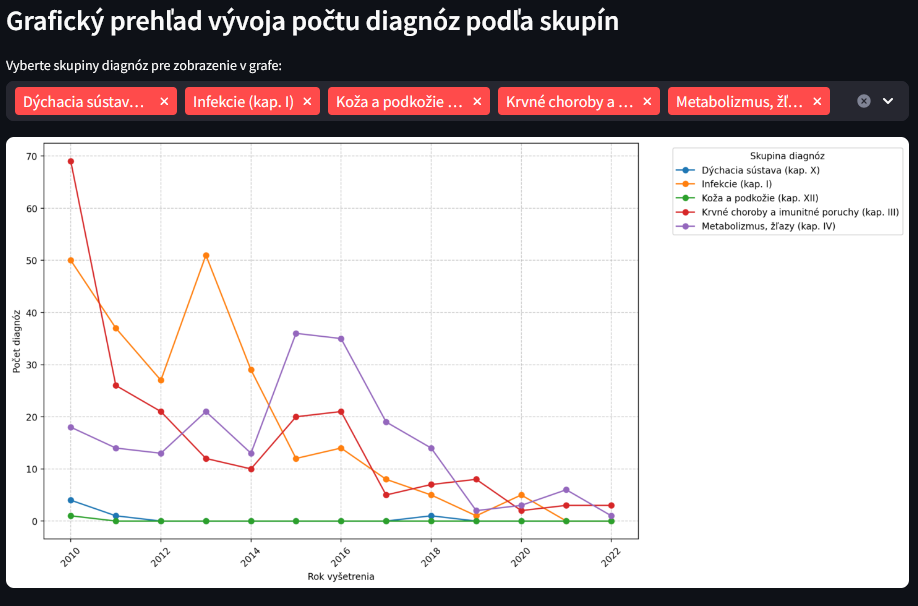 Grafický prehľad vývoja počtu diagnóz podľa skupín
Vyberte skupiny diagnóz pre zobrazenie v grafe:
Dýchacia sústav… × Infekcie (kap. I) × Koža a podkožie … × Krvné choroby a … × Metabolizmus, žľ… ×
Skupina diagnóz
Dýchacia sústava (kap. X)
Infekcie (kap. I)
Koža a podkožie (kap. XII)
Krvné choroby a imunitné poruchy (kap. III)
Metabolizmus, žľazy (kap. IV)
Počet diagnóz
70
60
50
40
30
20
10
0
2010 2012 2014 2016 2018 2020 2022
Rok vyšetrenia